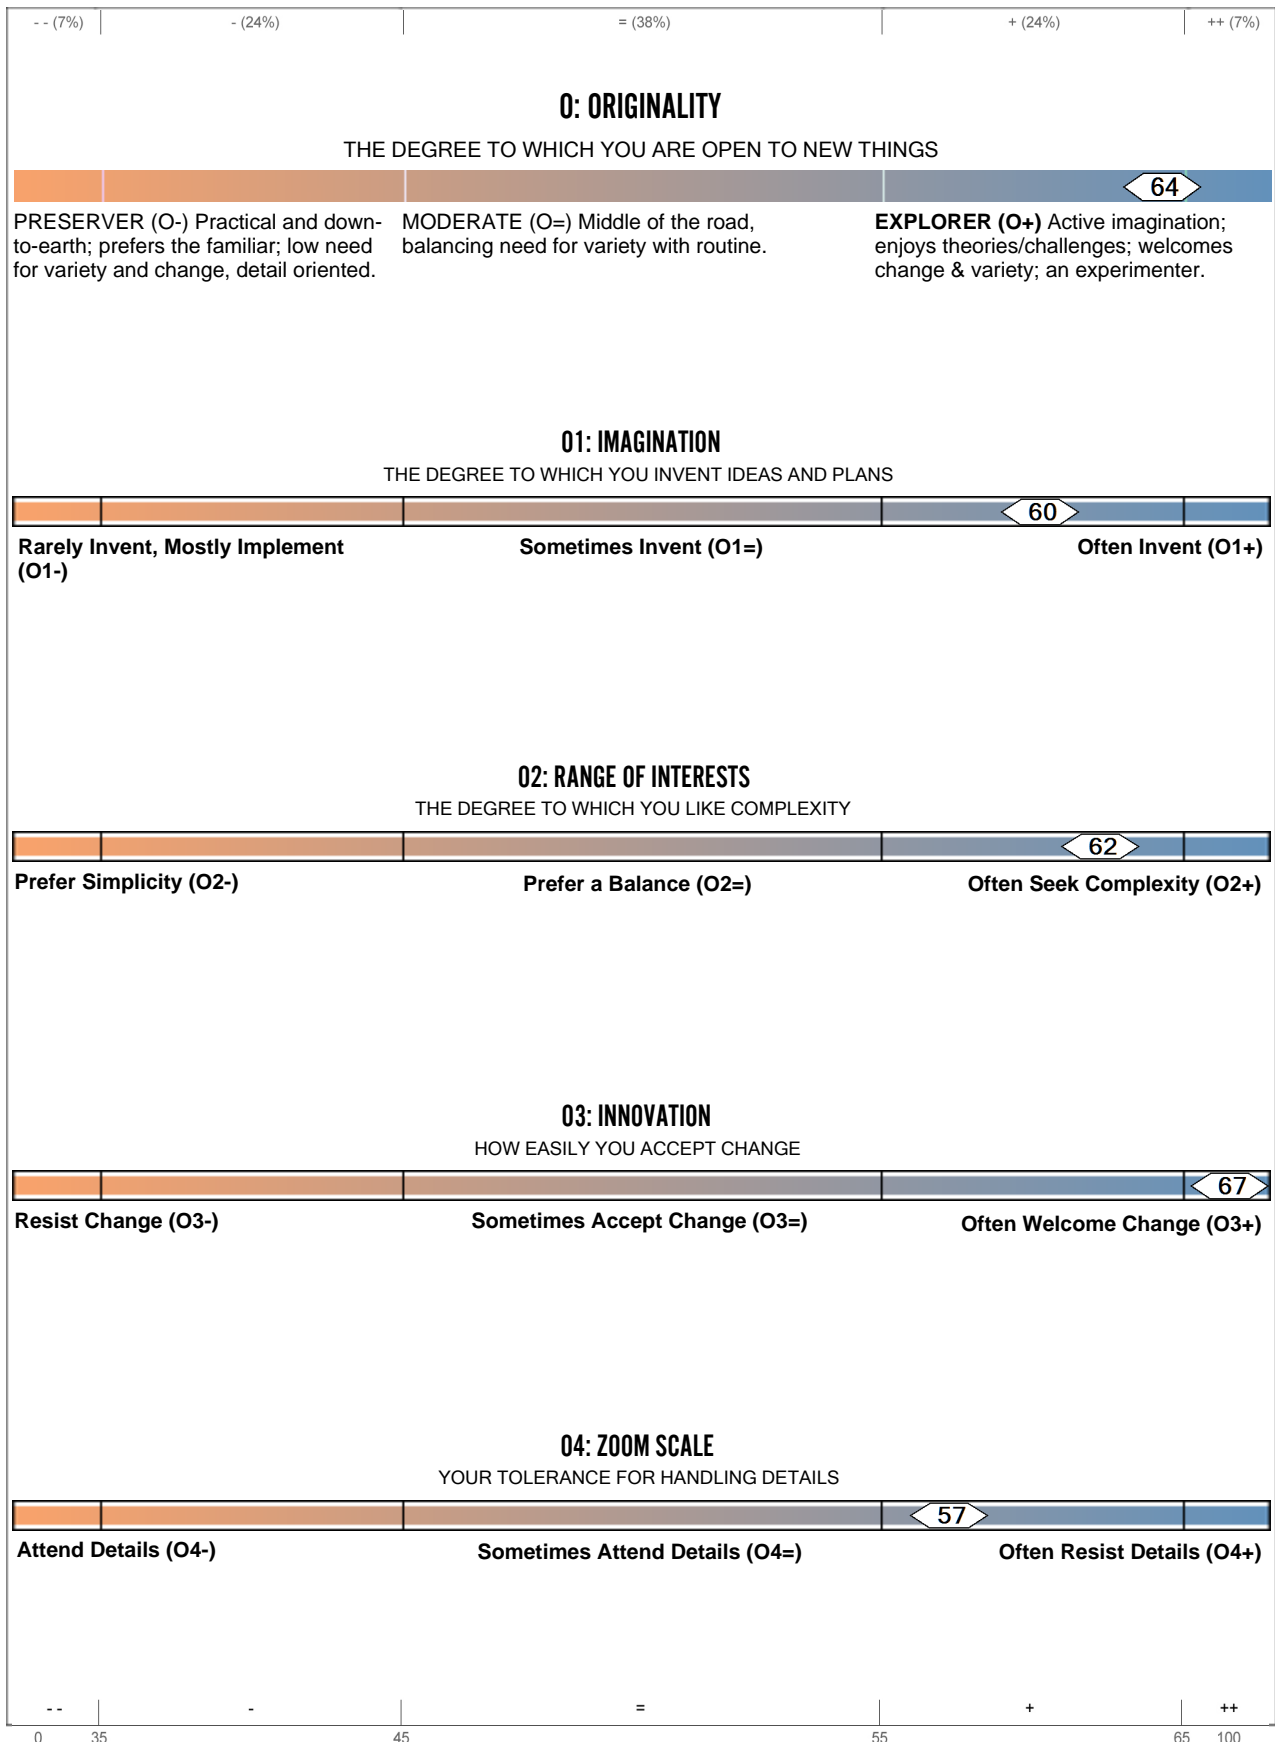 - - (7%) - (24%) = (38%) + (24%) ++ (7%)
O: ORIGINALITY
THE DEGREE TO WHICH YOU ARE OPEN TO NEW THINGS
64
PRESERVER (O-) Practical and down-
to-earth; prefers the familiar; low need
for variety and change, detail oriented.
MODERATE (O=) Middle of the road,
balancing need for variety with routine.
EXPLORER (O+) Active imagination;
enjoys theories/challenges; welcomes
change & variety; an experimenter.
O1: IMAGINATION
THE DEGREE TO WHICH YOU INVENT IDEAS AND PLANS
60
Rarely Invent, Mostly Implement
(O1-)
Sometimes Invent (O1=)
Often Invent (O1+)
O2: RANGE OF INTERESTS
THE DEGREE TO WHICH YOU LIKE COMPLEXITY
62
Prefer Simplicity (O2-)
Prefer a Balance (O2=)
Often Seek Complexity (O2+)
O3: INNOVATION
HOW EASILY YOU ACCEPT CHANGE
67
Resist Change (O3-)
Sometimes Accept Change (O3=)
Often Welcome Change (O3+)
O4: ZOOM SCALE
YOUR TOLERANCE FOR HANDLING DETAILS
57
Attend Details (O4-)
Sometimes Attend Details (O4=)
Often Resist Details (O4+)
- - - = + ++
0 35 45 55 65 100